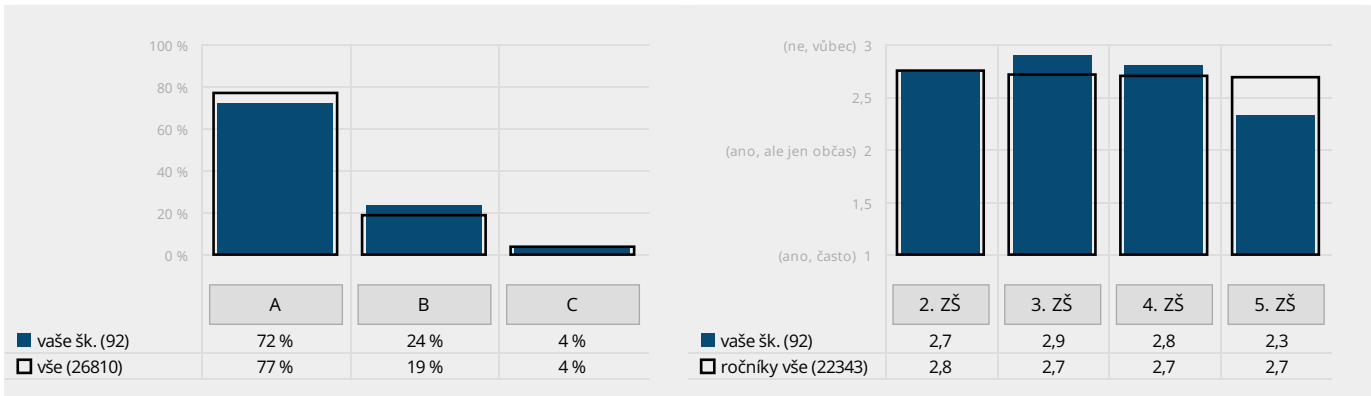 100 %
80 %
60 %
40 %
20 %
0 %
A B C
vaše šk. (92) 72 % 24 % 4 %
vše (26810) 77 % 19 % 4 %
(ne, vůbec) 3
2,5
(ano, ale jen občas) 2
1,5
(ano, často) 1
2. ZŠ 3. ZŠ 4. ZŠ 5. ZŠ
vaše šk. (92) 2,7 2,9 2,8 2,3
ročníky vše (22343) 2,8 2,7 2,7 2,7